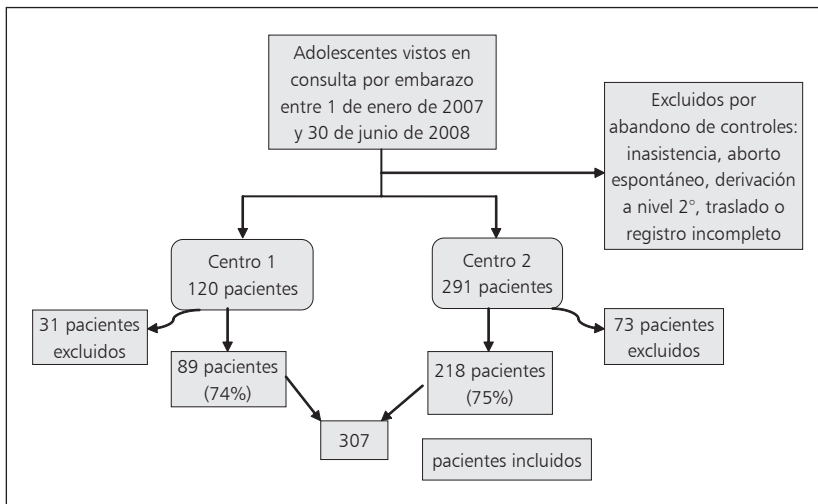 Adolescentes vistos en
consulta por embarazo
entre 1 de enero de 2007
y 30 de junio de 2008
Excluidos por
abandono de controles:
inasistencia, aborto
espontáneo, derivación
a nivel 2°, traslado o
registro incompleto
Centro 1
120 pacientes
Centro 2
291 pacientes
31 pacientes
excluidos
73 pacientes
excluidos
89 pacientes
(74%)
218 pacientes
(75%)
307
pacientes incluidos